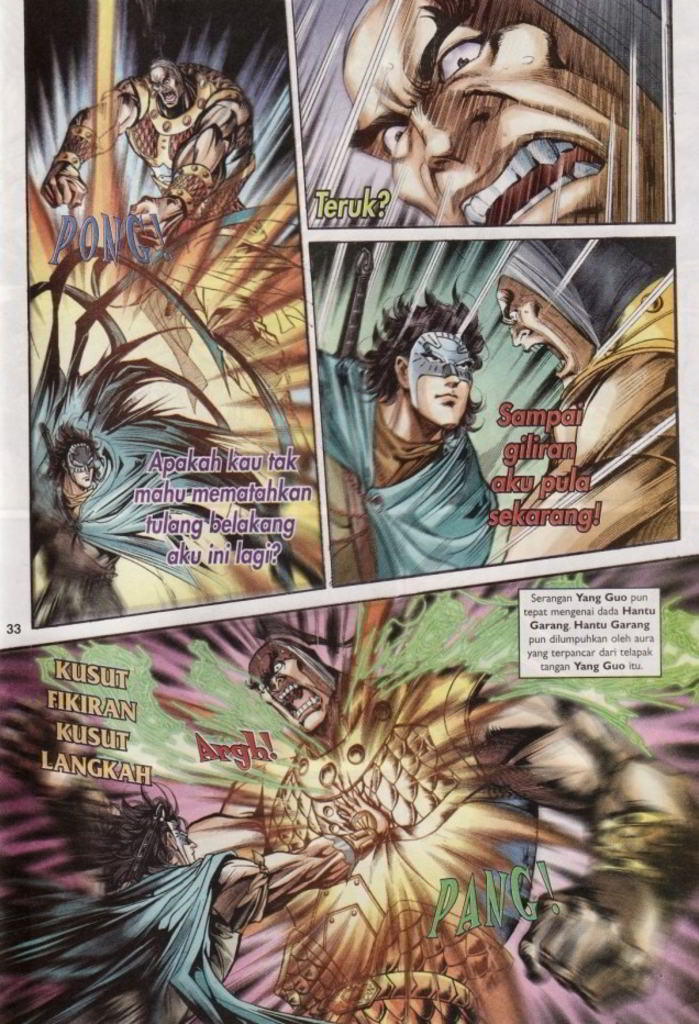 PONG!
Apakah kau tak
mahu mematahkan
tulang belakang
aku ini lagi?
Teruk?
Sampai
giliran
aku pula
sekarang!
33
Serangan Yang Guo pun
tepat mengenai dada Hantu
Garang. Hantu Garang
pun dilumpuhkan oleh aura
yang terpancar dari telapak
tangan Yang Guo itu.
KUSUT
FIKIRAN
KUSUT
LANGKAH
Argh!
PANG!